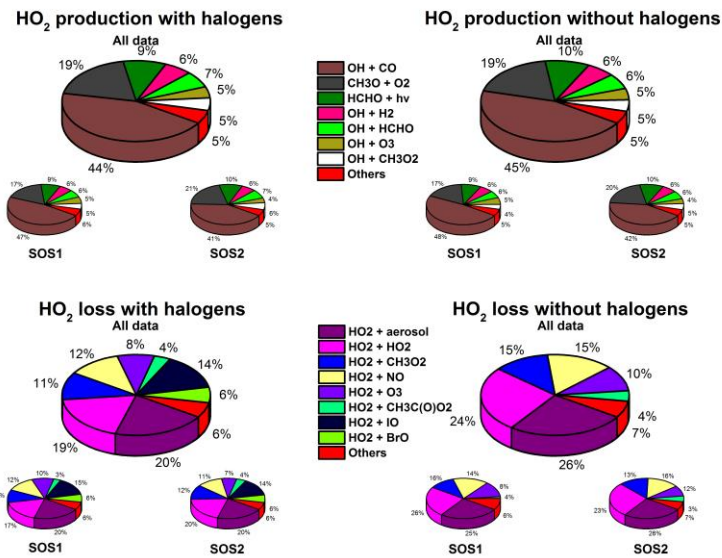 HO2 production with halogens
All data
19%
9%
6%
7%
5%
5%
5%
44%
17%
9%
6%
6%
5%
5%
6%
47%
SOS1
21%
10%
6%
7%
4%
6%
5%
41%
SOS2
OH + CO
CH3O + O2
HCHO + hv
OH + H2
OH + HCHO
OH + O3
OH + CH3O2
Others
HO2 production without halogens
All data
19%
10%
6%
6%
5%
5%
5%
45%
17%
9%
6%
5%
5%
4%
5%
48%
SOS1
20%
10%
6%
7%
4%
5%
5%
42%
SOS2
HO2 loss with halogens
All data
12%
8%
4%
14%
6%
6%
20%
19%
11%
12%
10%
3%
15%
6%
6%
20%
17%
SOS1
11%
7%
4%
14%
6%
6%
20%
20%
12%
SOS2
HO2 + aerosol
HO2 + HO2
HO2 + CH3O2
HO2 + NO
HO2 + O3
HO2 + CH3C(O)O2
HO2 + IO
HO2 + BrO
Others
HO2 loss without halogens
All data
15%
15%
10%
4%
7%
26%
24%
16%
14%
8%
4%
8%
25%
26%
SOS1
13%
16%
12%
3%
7%
28%
23%
SOS2